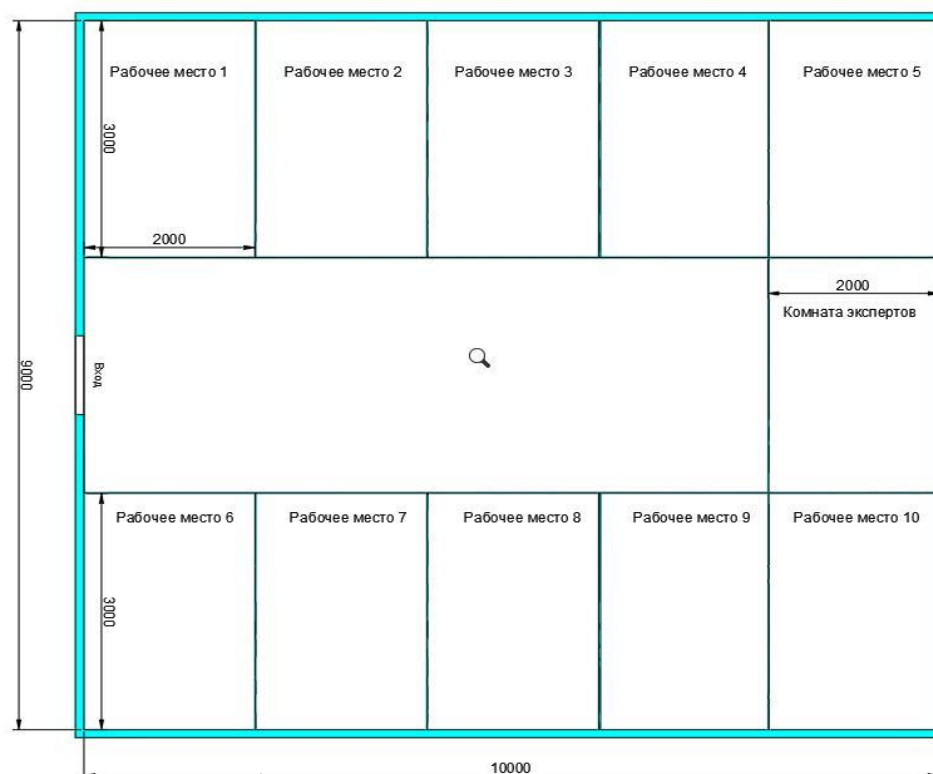 Рабочее место 1
Рабочее место 2
Рабочее место 3
Рабочее место 4
Рабочее место 5
3000
2000
2000
Комната экспертов
9000
Вход
Рабочее место 6
Рабочее место 7
Рабочее место 8
Рабочее место 9
Рабочее место 10
3000
10000